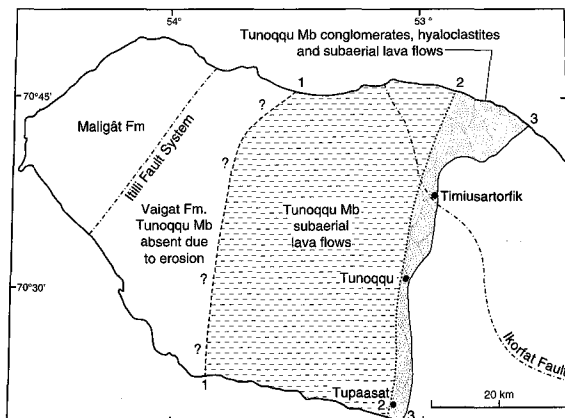 54°
53°
Tunoqqu Mb conglomerates, hyaloclastites
and subaerial lava flows
70°45'
1
2
3
?
Maligât Fm
Itilli Fault System
?
Timiusartorfik
Vaigat Fm.
Tunoqqu Mb
absent due
to erosion
Tunoqqu Mb
subaerial
lava flows
?
Tunoqqu
70°30'
Ikorfat Fault
?
1
Tupaasat
2
3
20 km